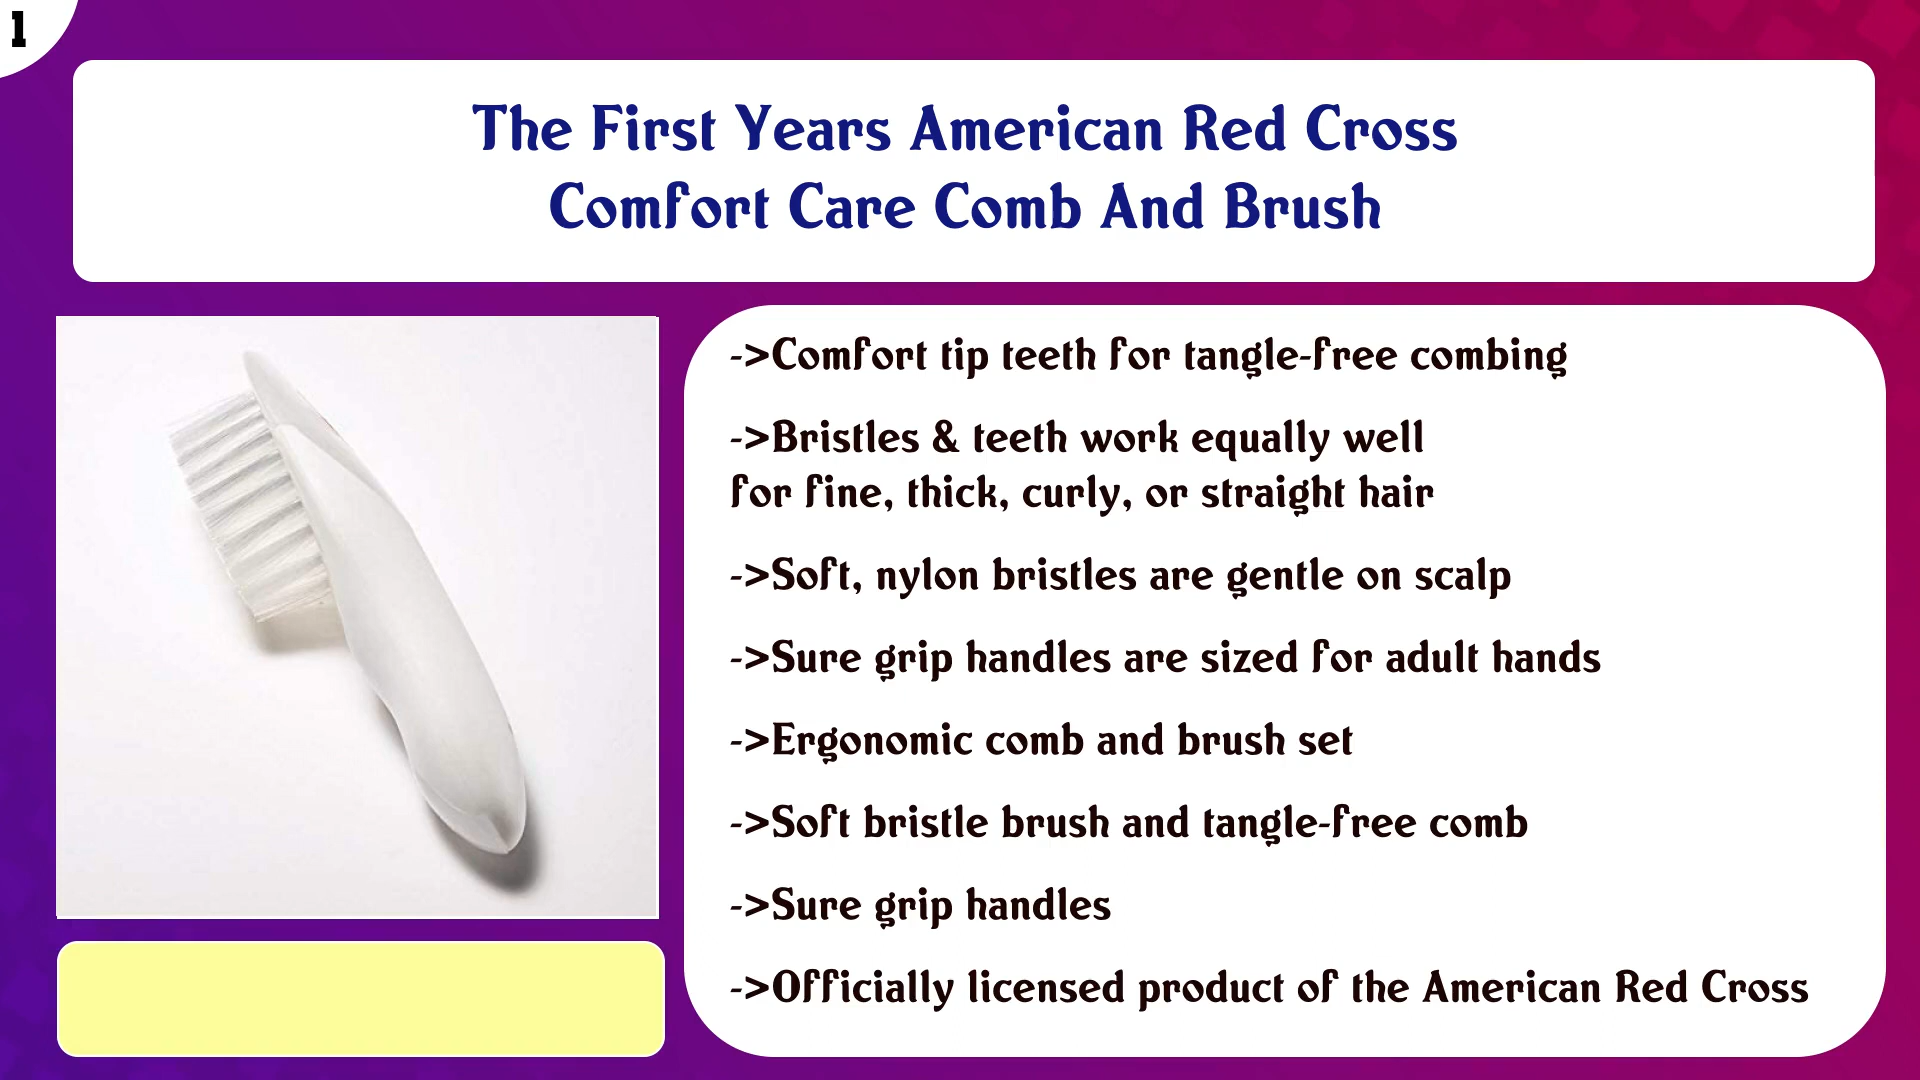 1
The First Years American Red Cross
Comfort Care Comb And Brush
->Comfort tip teeth for tangle-free combing
->Bristles & teeth work equally well
for fine, thick, curly, or straight hair
->Soft, nylon bristles are gentle on scalp
->Sure grip handles are sized for adult hands
->Ergonomic comb and brush set
->Soft bristle brush and tangle-free comb
->Sure grip handles
->Officially licensed product of the American Red Cross